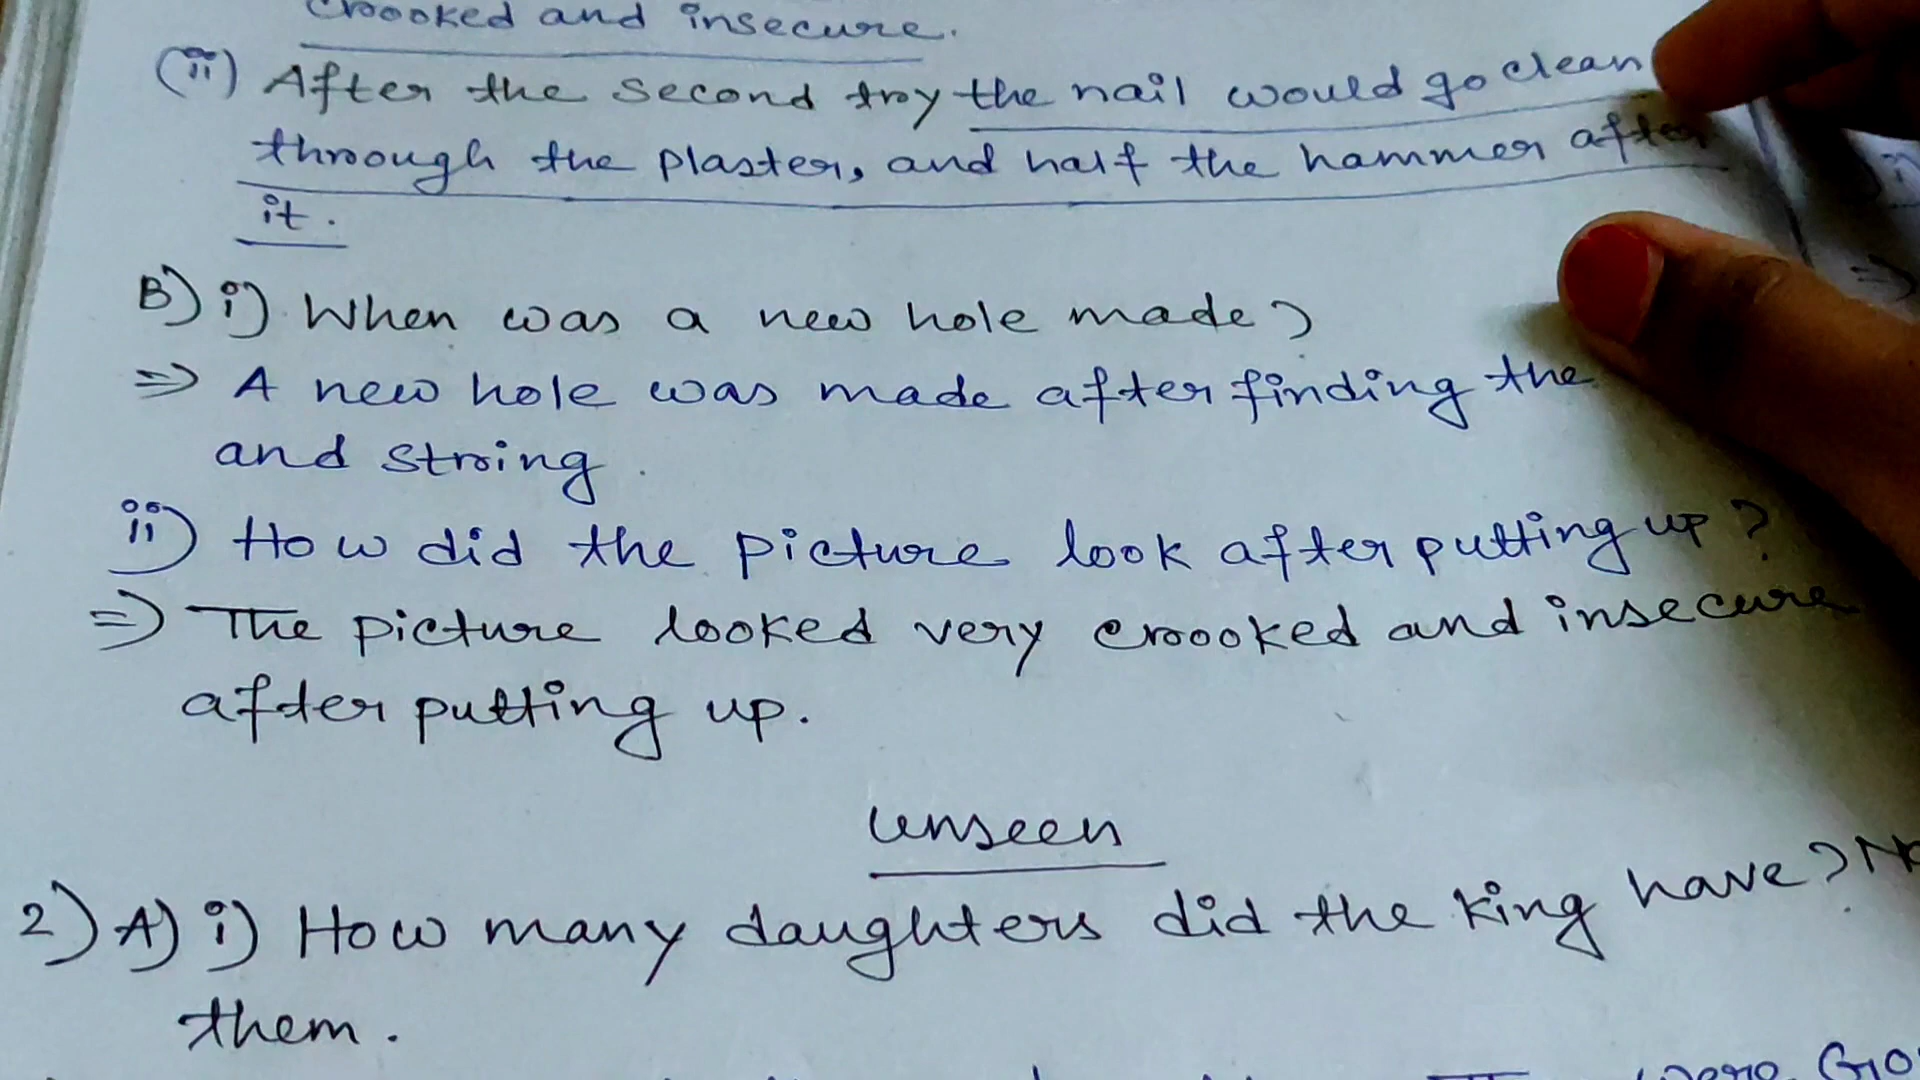 crooked and insecure.
(ii) After the second try the nail would go clean
through the plaster, and half the hammer after
it.
B) i) When was a new hole made?
=> A new hole was made after finding the
and string.
ii) How did the picture look after putting up?
=> The picture looked very crooked and insecure
after putting up.
Unseen
2) A) i) How many daughters did the king have?
them.